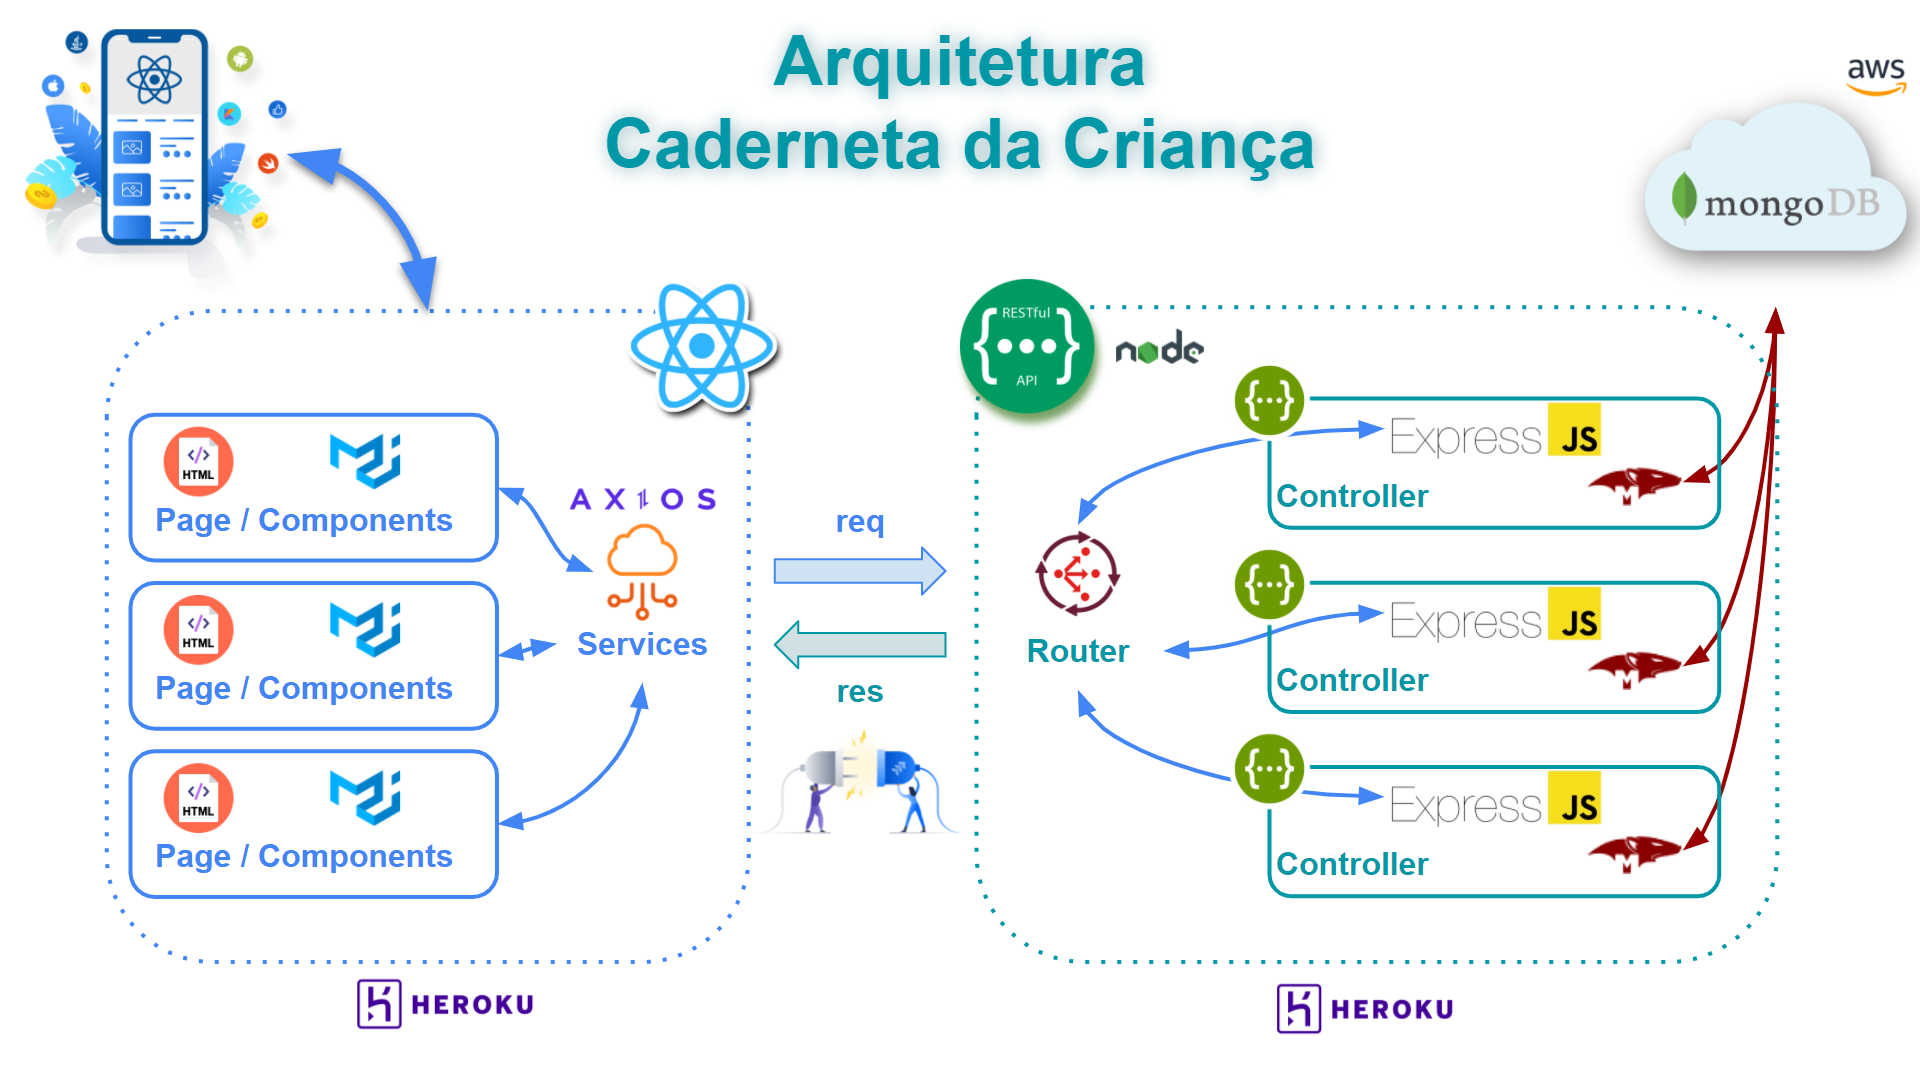 Arquitetura
Caderneta da Criança
aws
mongoDB
RESTful
API
node
HTML
Page / Components
HTML
Page / Components
HTML
Page / Components
AXIOS
Services
req
res
Router
Express JS
M
Controller
Express JS
M
Controller
Express JS
M
Controller
HEROKU
HEROKU